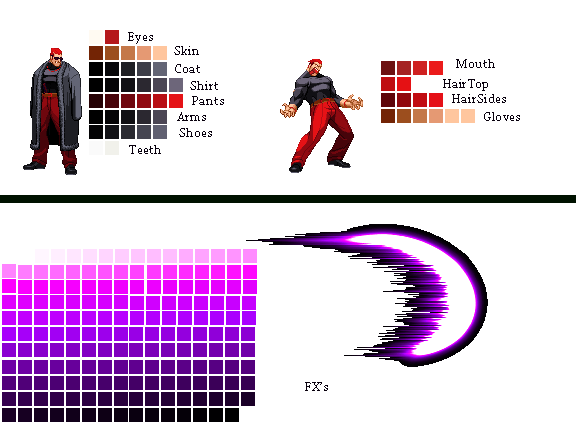 Eyes
Skin
Coat
Shirt
Pants
Arms
Shoes
Teeth
Mouth
HairTop
HairSides
Gloves
FX's